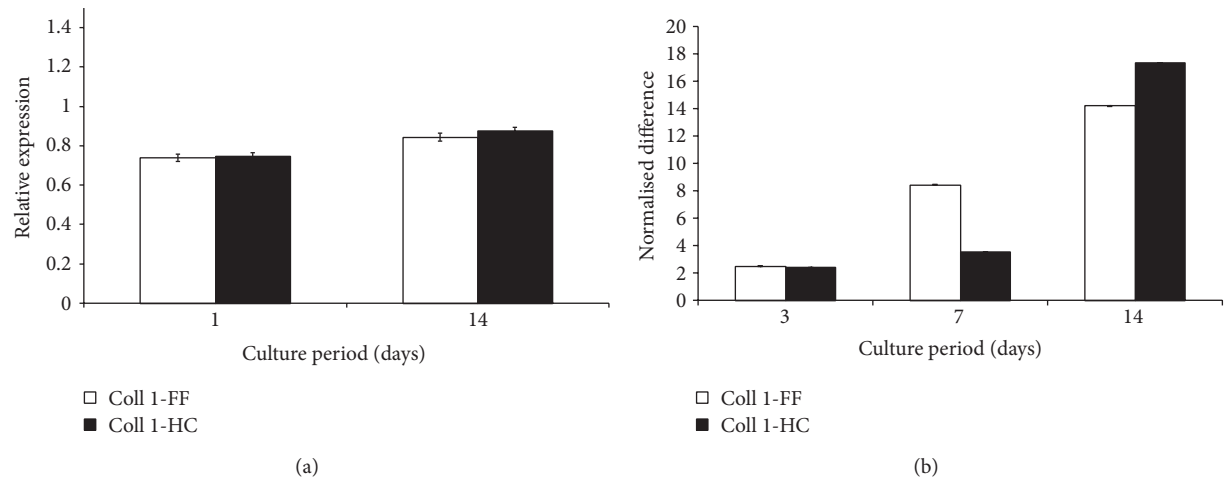 1.4
1.2
1
0.8
0.6
0.4
0.2
0
Relative expression
1 14
Culture period (days)
Coll 1-FF
Coll 1-HC
(a)
20
18
16
14
12
10
8
6
4
2
0
Normalised difference
3 7 14
Culture period (days)
Coll 1-FF
Coll 1-HC
(b)